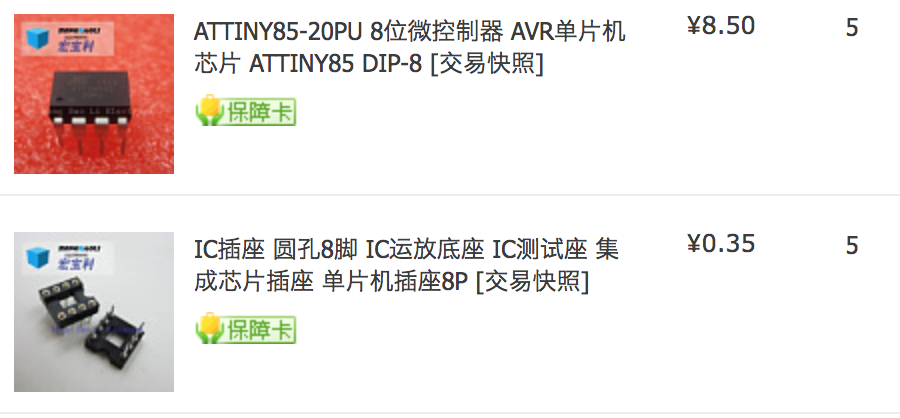 宏宝利
ATTINY85-20PU 8位微控制器 AVR单片机
芯片 ATTINY85 DIP-8 [交易快照]
保障卡
¥8.50
5
宏宝利
IC插座 圆孔8脚 IC运放底座 IC测试座 集
成芯片插座 单片机插座8P [交易快照]
保障卡
¥0.35
5